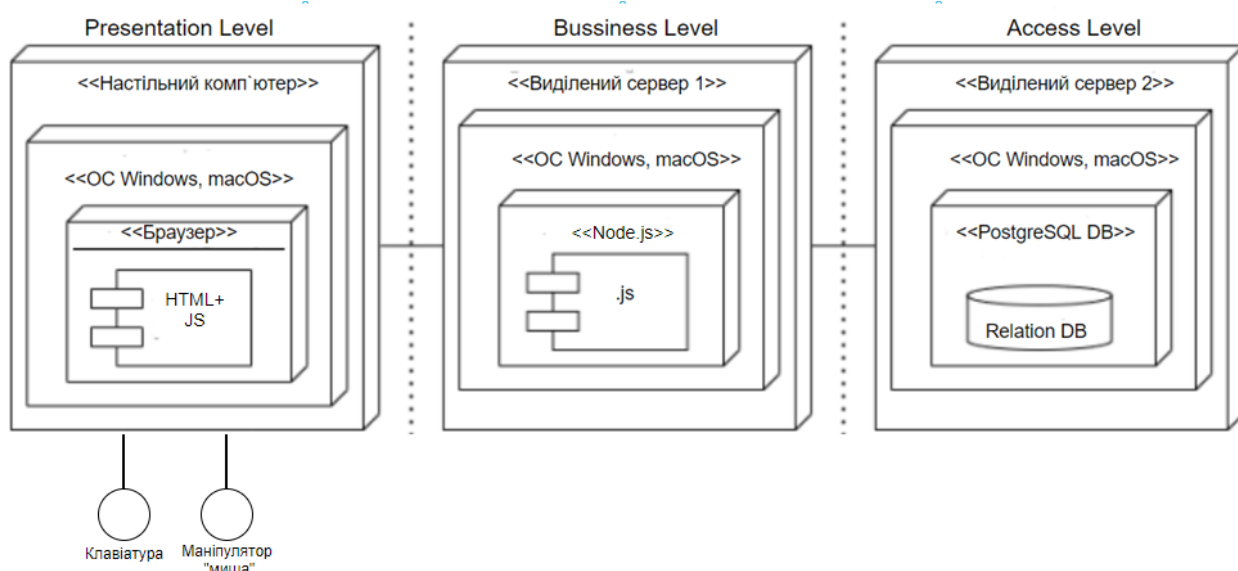 Presentation Level
<<Настільний комп`ютер>>
<<ОС Windows, macOS>>
<<Браузер>>
HTML+
JS
Клавіатура
Маніпулятор
"миша"
Bussiness Level
<<Виділений сервер 1>>
<<ОС Windows, macOS>>
<<Node.js>>
.js
Access Level
<<Виділений сервер 2>>
<<ОС Windows, macOS>>
<<PostgreSQL DB>>
Relation DB